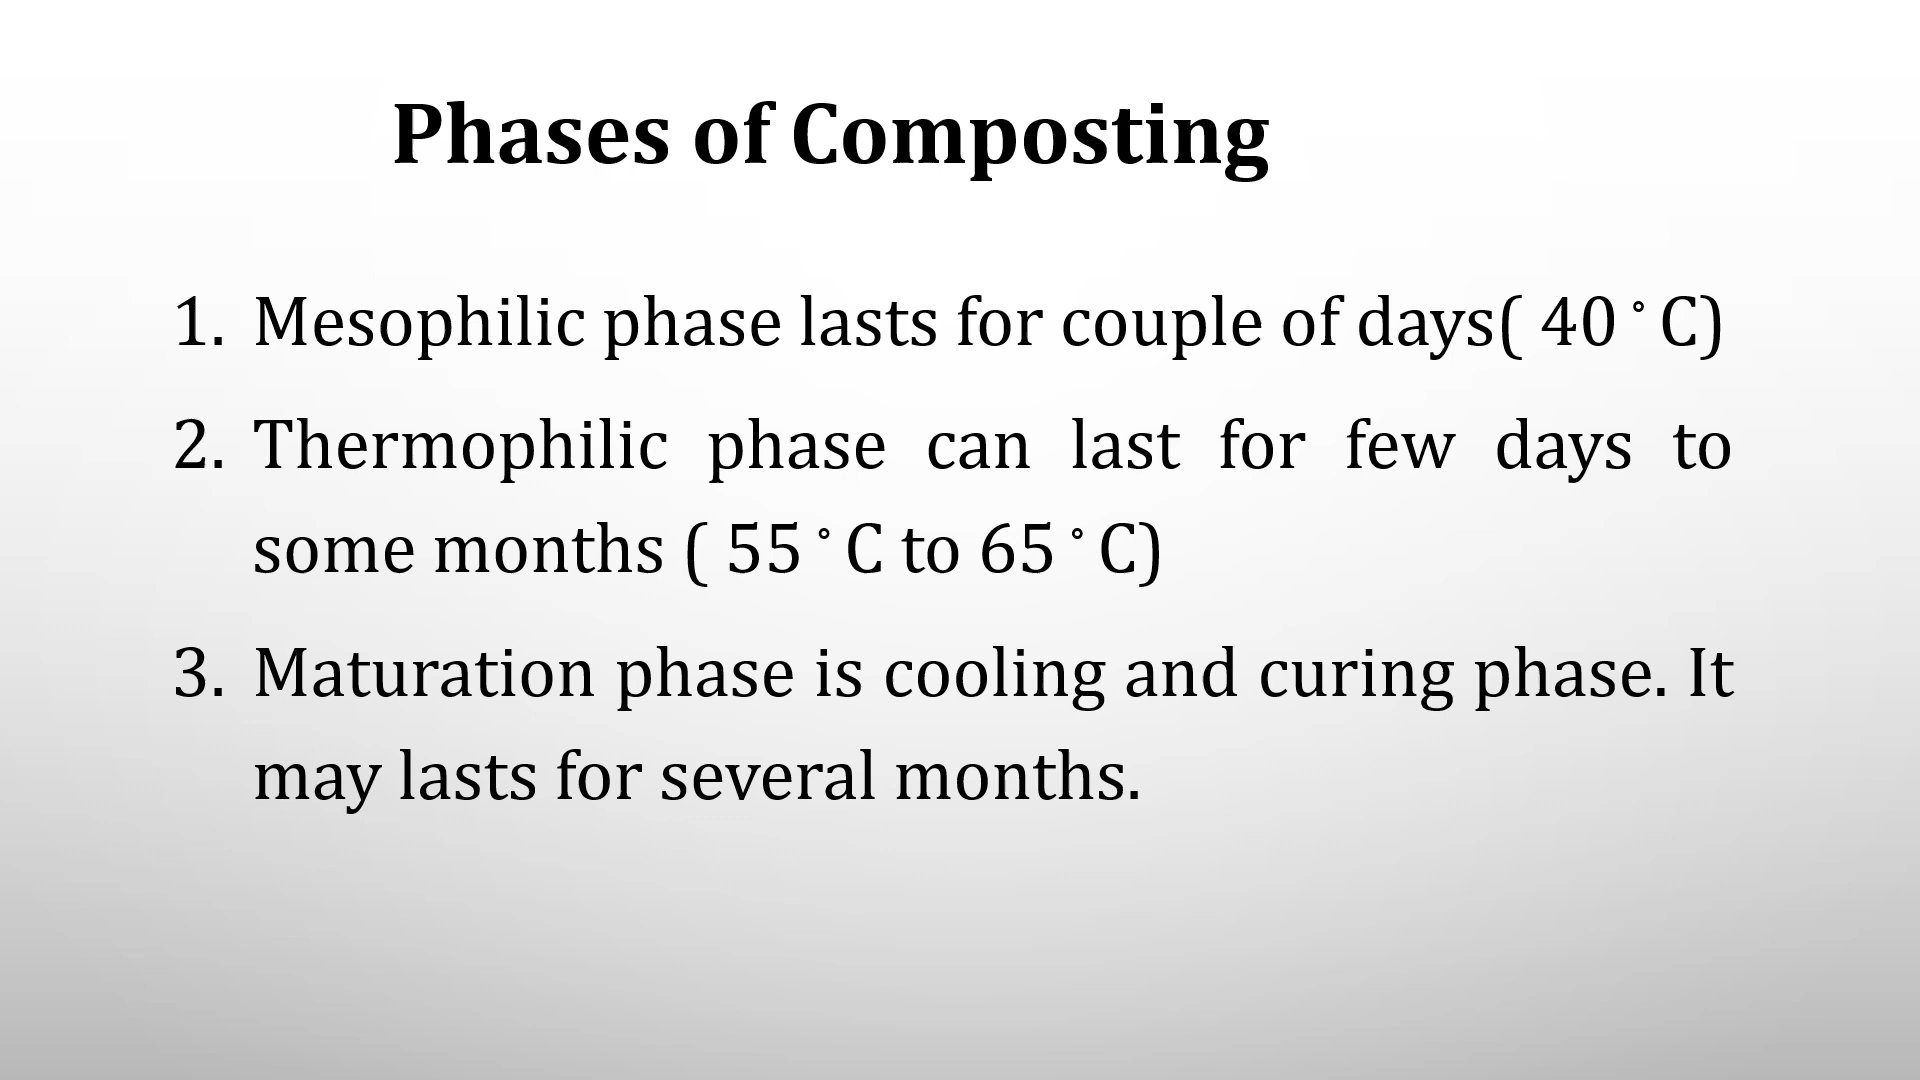 Phases of Composting
1. Mesophilic phase lasts for couple of days( 40°C)
2. Thermophilic phase can last for few days to
some months ( 55°C to 65°C)
3. Maturation phase is cooling and curing phase. It
may lasts for several months.